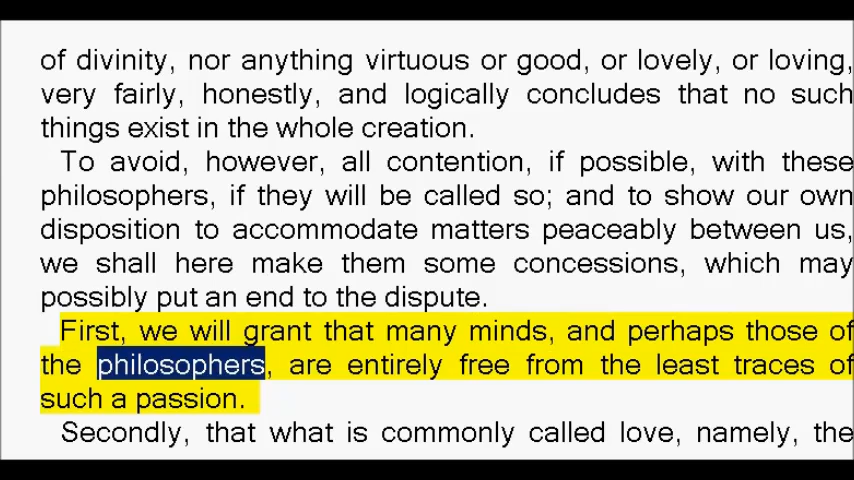 of divinity, nor anything virtuous or good, or lovely, or loving,
very fairly, honestly, and logically concludes that no such
things exist in the whole creation.
To avoid, however, all contention, if possible, with these
philosophers, if they will be called so; and to show our own
disposition to accommodate matters peaceably between us,
we shall here make them some concessions, which may
possibly put an end to the dispute.
First, we will grant that many minds, and perhaps those of
the philosophers, are entirely free from the least traces of
such a passion.
Secondly, that what is commonly called love, namely, the